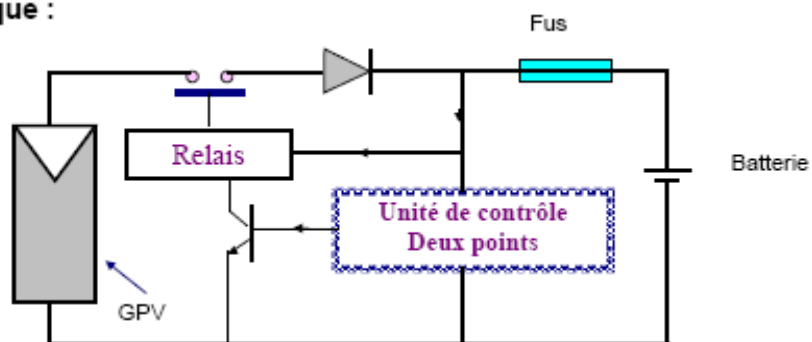 que :
Fus
Relais
Batterie
Unité de contrôle
Deux points
GPV